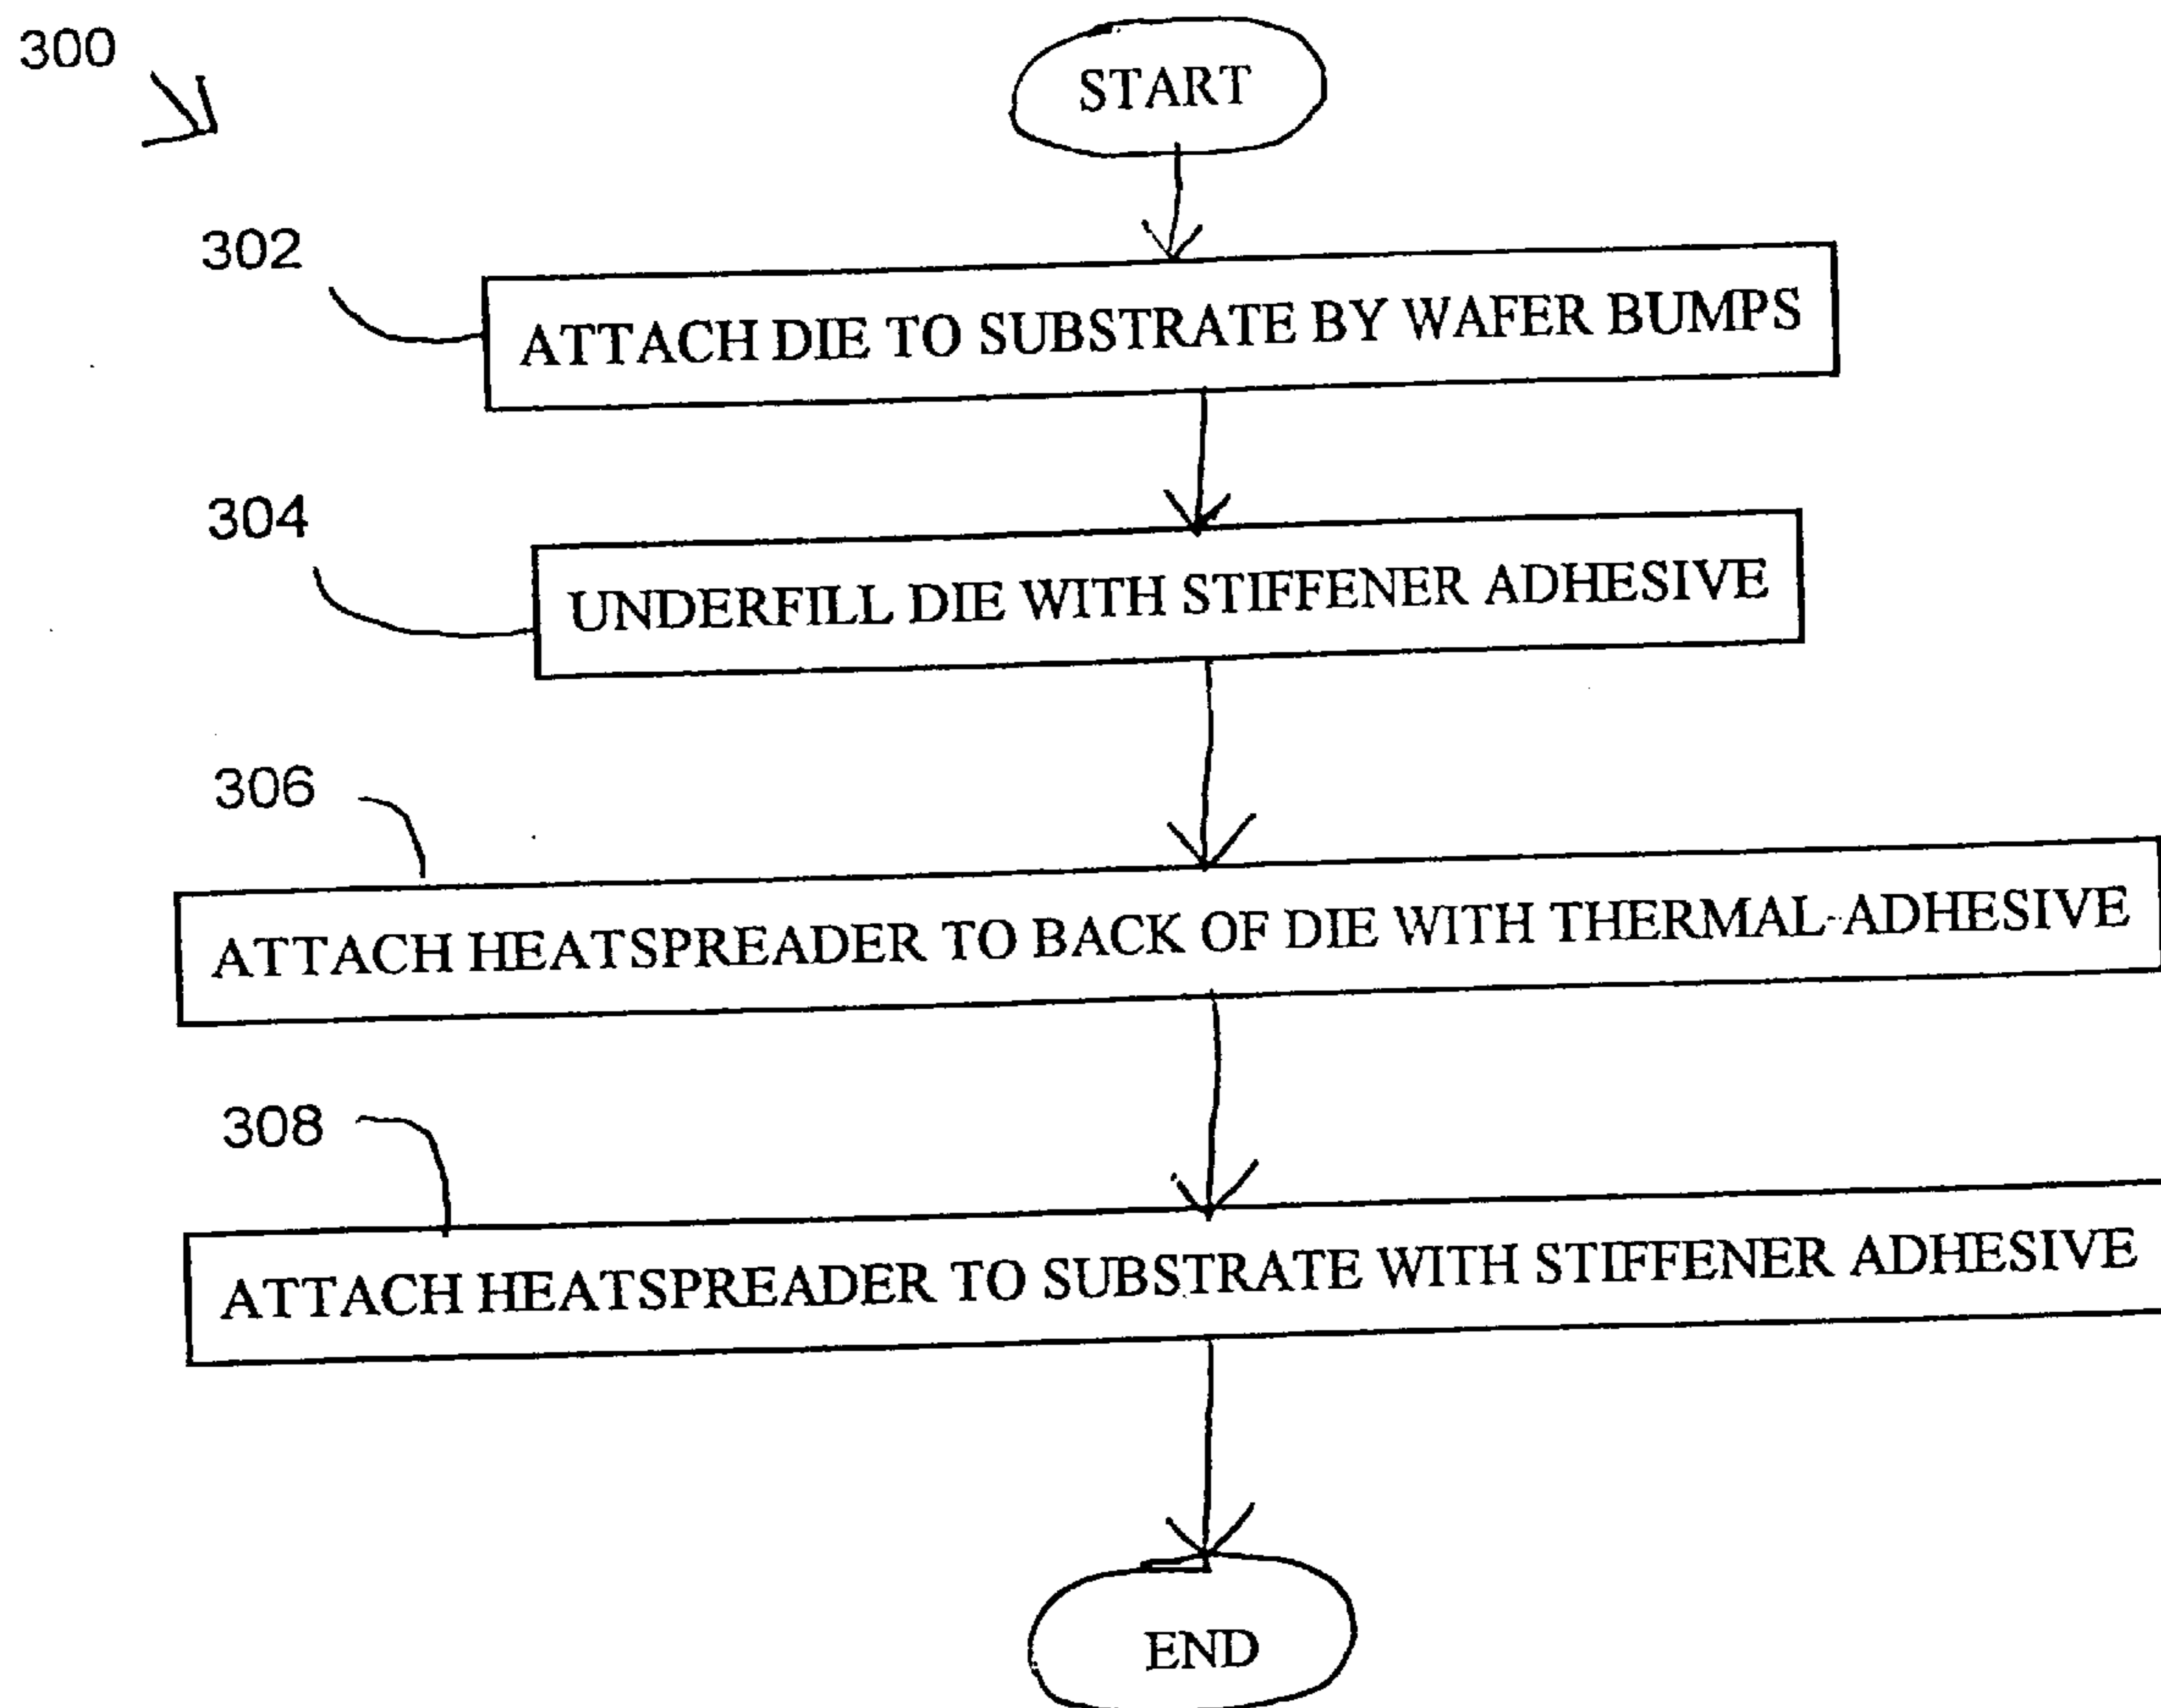 300
START
302
ATTACH DIE TO SUBSTRATE BY WAFER BUMPS
304
UNDERFILL DIE WITH STIFFENER ADHESIVE
306
ATTACH HEATSPREADER TO BACK OF DIE WITH THERMAL-ADHESIVE
308
ATTACH HEATSPREADER TO SUBSTRATE WITH STIFFENER ADHESIVE
END